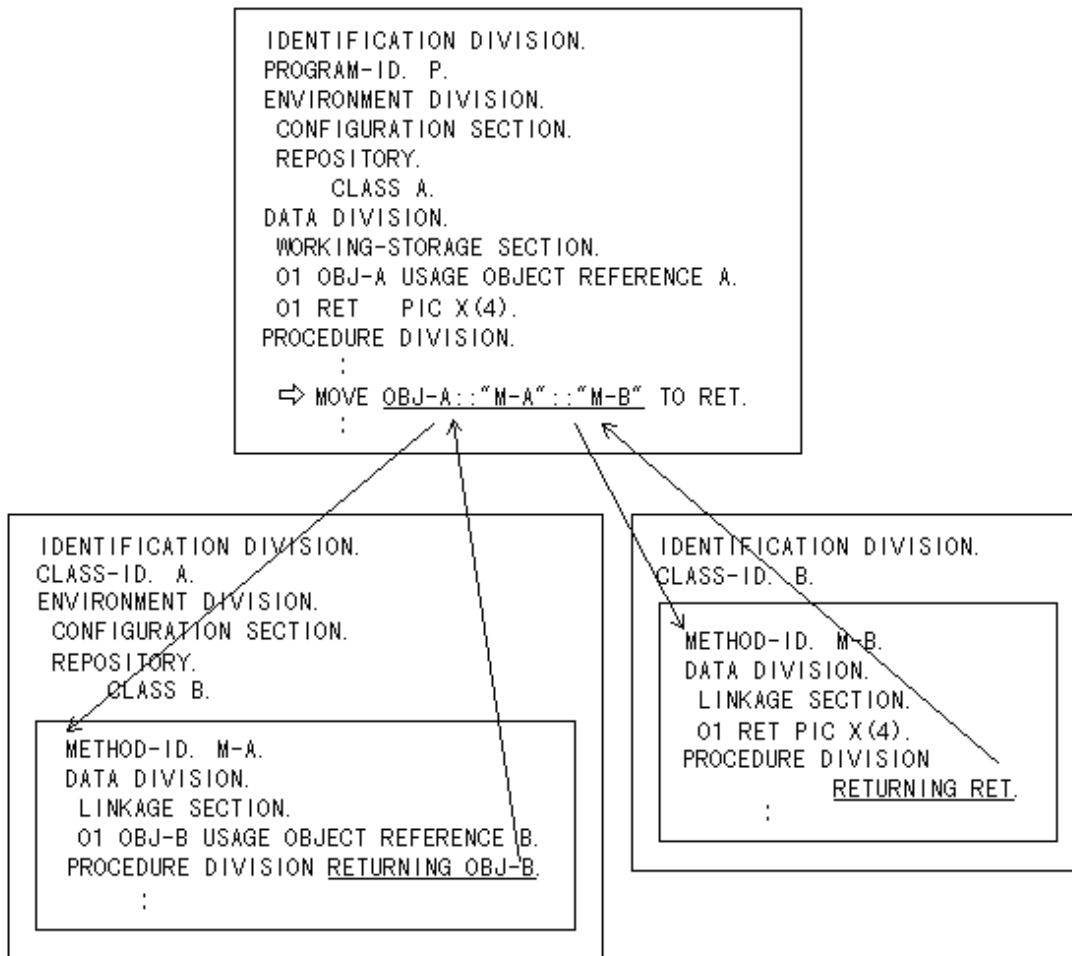 IDENTIFICATION DIVISION.
PROGRAM-ID. P.
ENVIRONMENT DIVISION.
CONFIGURATION SECTION.
REPOSITORY.
CLASS A.
DATA DIVISION.
WORKING-STORAGE SECTION.
01 OBJ-A USAGE OBJECT REFERENCE A.
01 RET PIC X(4).
PROCEDURE DIVISION.
:
⇨ MOVE OBJ-A::"M-A"::"M-B" TO RET.
:
IDENTIFICATION DIVISION.
CLASS-ID. A.
ENVIRONMENT DIVISION.
CONFIGURATION SECTION.
REPOSITORY.
CLASS B.
METHOD-ID. M-A.
DATA DIVISION.
LINKAGE SECTION.
01 OBJ-B USAGE OBJECT REFERENCE B.
PROCEDURE DIVISION RETURNING OBJ-B.
:
IDENTIFICATION DIVISION.
CLASS-ID. B.
METHOD-ID. M-B.
DATA DIVISION.
LINKAGE SECTION.
01 RET PIC X(4).
PROCEDURE DIVISION
RETURNING RET.
: